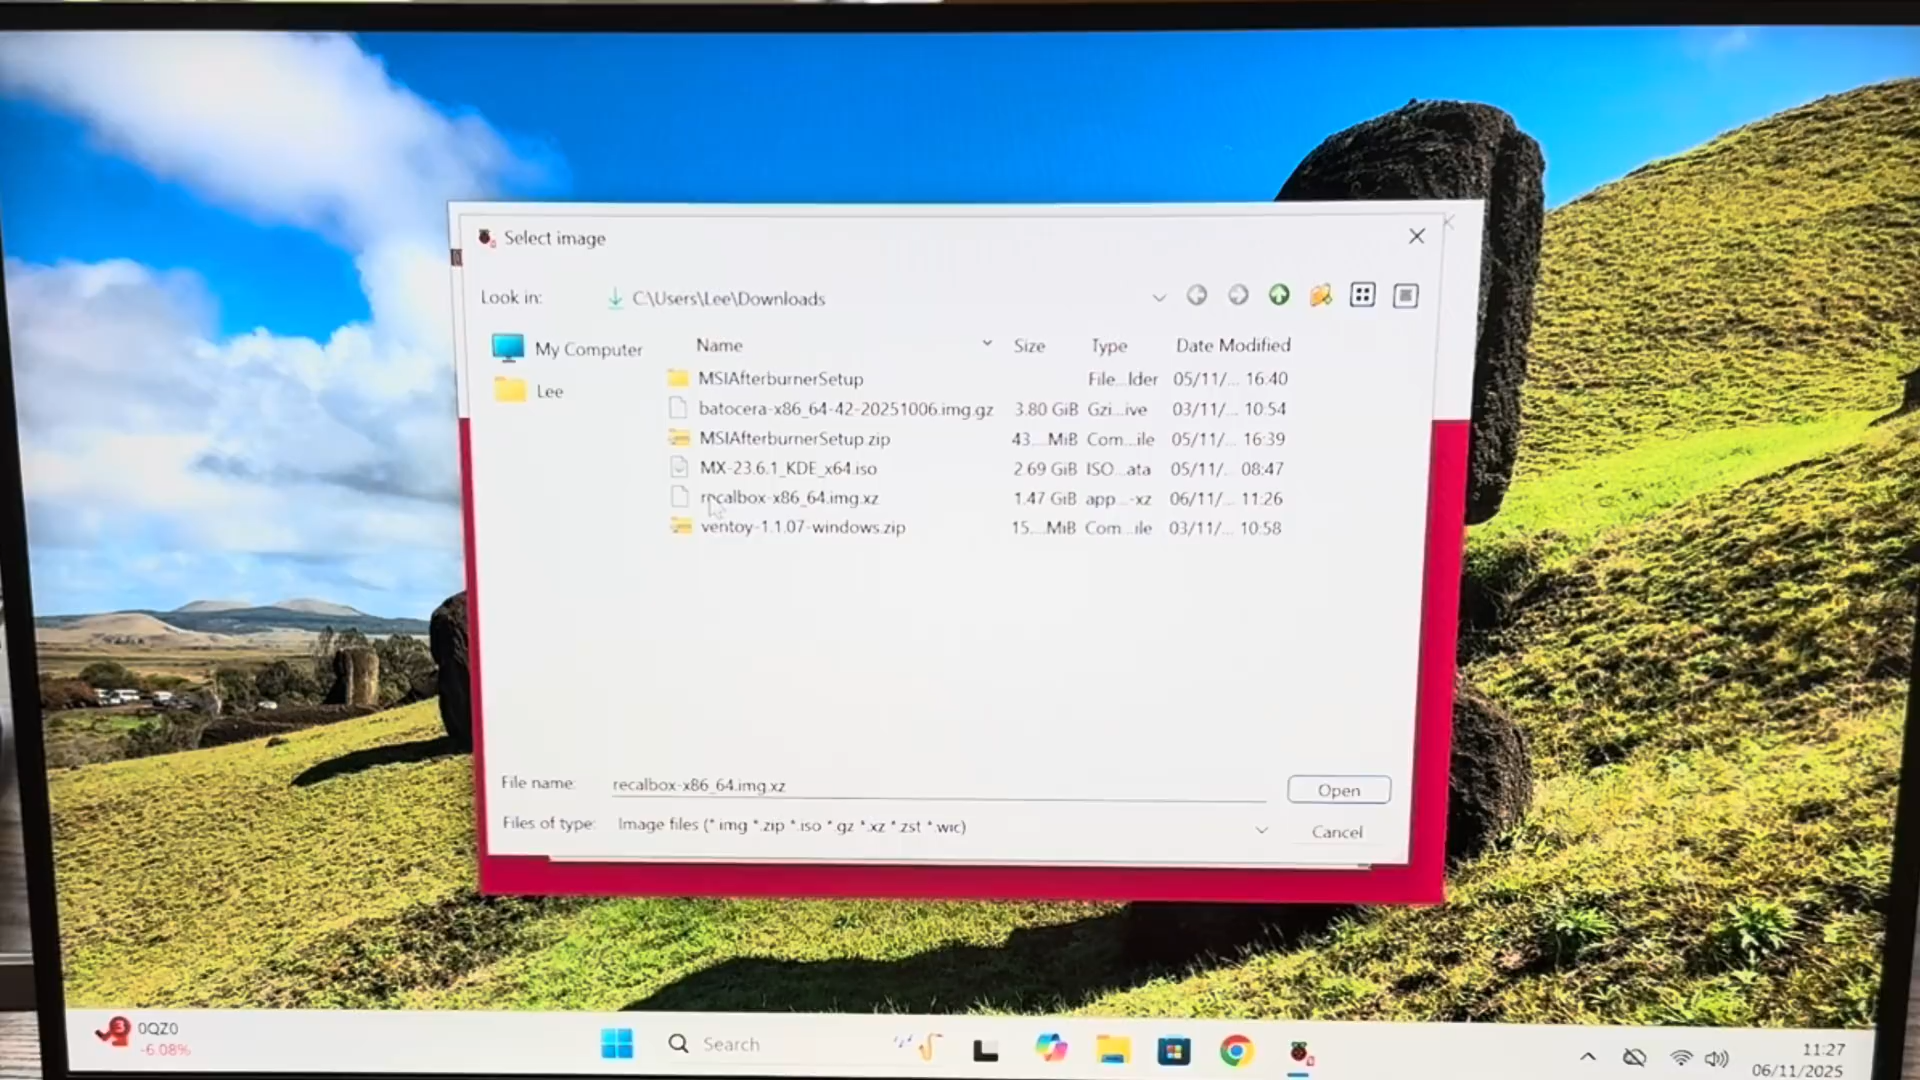 Select image
Look in: C:\Users\Lee\Downloads
My Computer
Lee
Name Size Type Date Modified
MSIAfterburnerSetup File...lder 05/11/... 16:40
batocera-x86_64-42-20251006.img.gz 3.80 GiB Gzi...ive 03/11/... 10:54
MSIAfterburnerSetup.zip 43....MiB Com...ile 05/11/... 16:39
MX-23.6.1_KDE_x64.iso 2.69 GiB ISO...ata 05/11/... 08:47
recalbox-x86_64.img.xz 1.47 GiB app...-xz 06/11/... 11:26
ventoy-1.1.07-windows.zip 15....MiB Com...ile 03/11/... 10:58
File name: recalbox-x86_64.img.xz Open
Files of type: Image files (*.img *.zip *.iso *.gz *.xz *.zst *.wic) Cancel
3 0QZ0
-6.08%
Search
11:27
06/11/2025